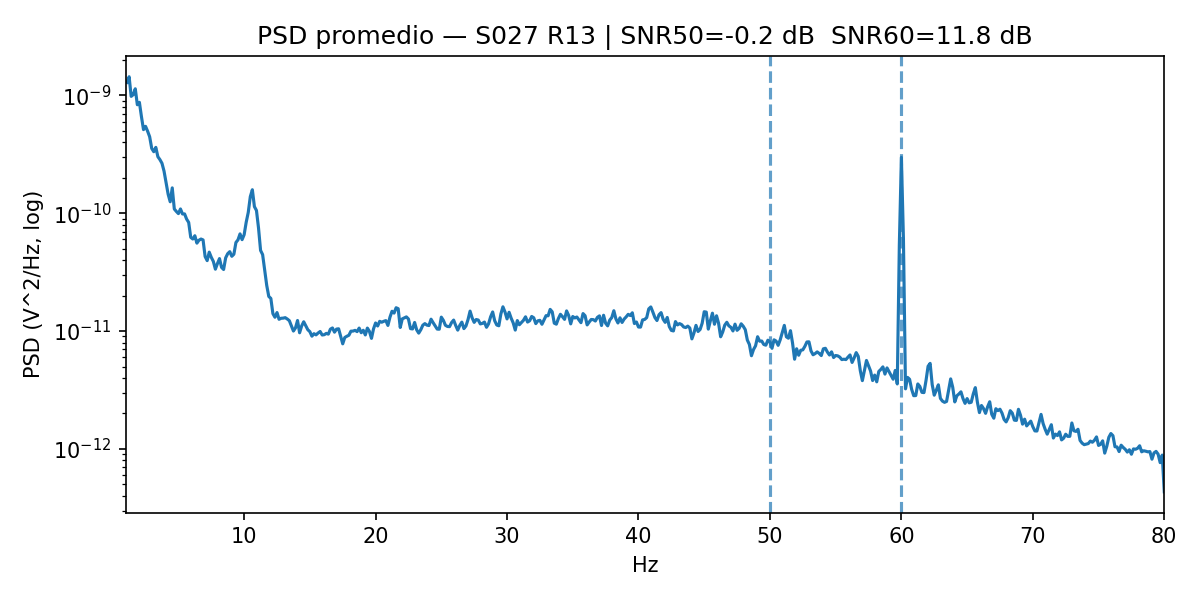 PSD promedio — S027 R13 | SNR50=-0.2 dB  SNR60=11.8 dB
PSD (V^2/Hz, log)
10⁻⁹
10⁻¹⁰
10⁻¹¹
10⁻¹²
10 20 30 40 50 60 70 80
Hz